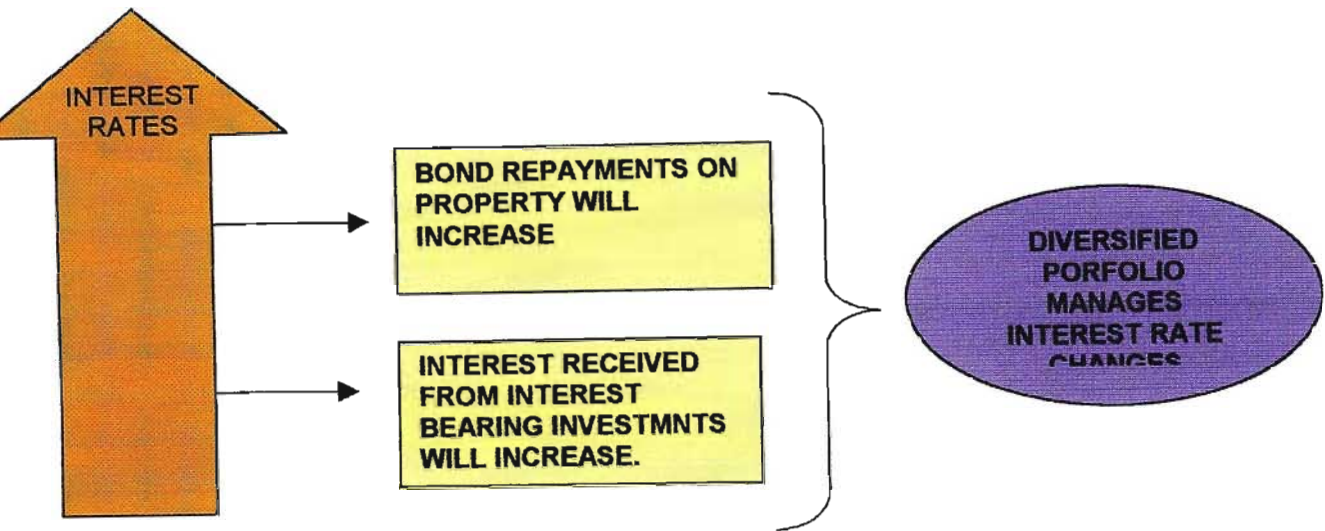 INTEREST
RATES
BOND REPAYMENTS ON
PROPERTY WILL
INCREASE
INTEREST RECEIVED
FROM INTEREST
BEARING INVESTMNTS
WILL INCREASE.
DIVERSIFIED
PORFOLIO
MANAGES
INTEREST RATE
CHANGES